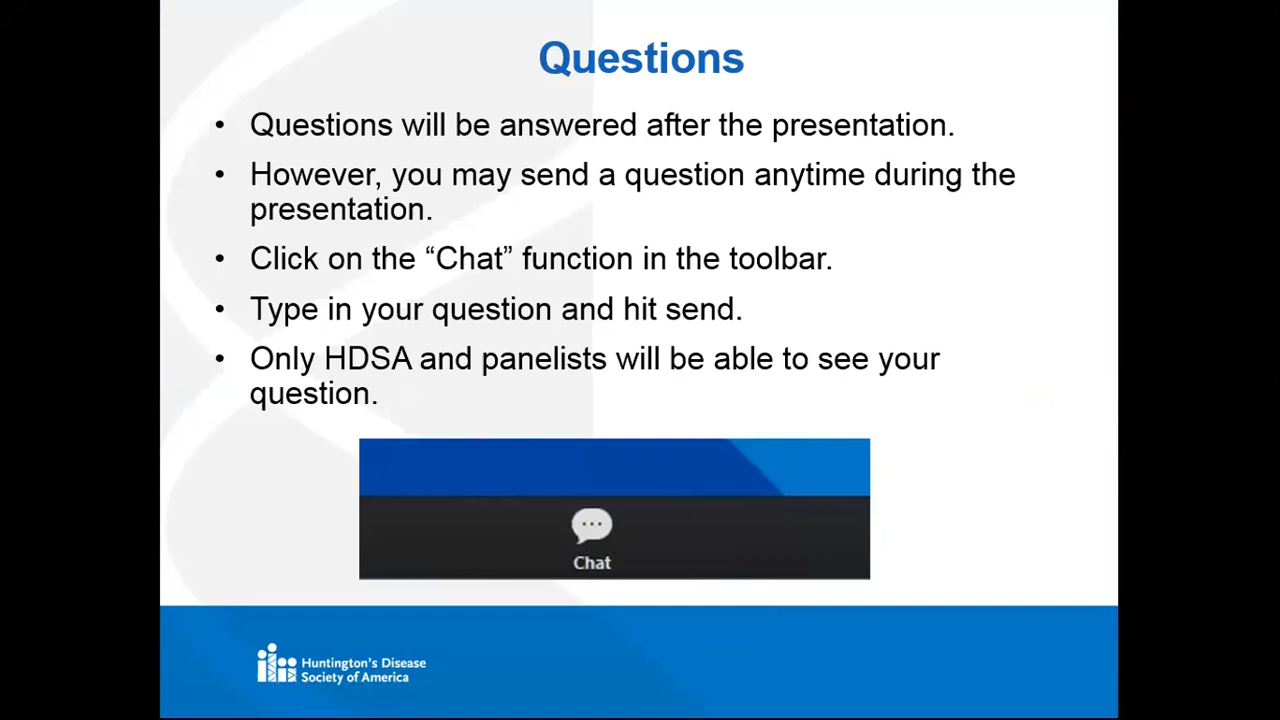 Questions
• Questions will be answered after the presentation.
• However, you may send a question anytime during the
presentation.
• Click on the “Chat” function in the toolbar.
• Type in your question and hit send.
• Only HDSA and panelists will be able to see your
question.
Chat
Huntington's Disease
Society of America